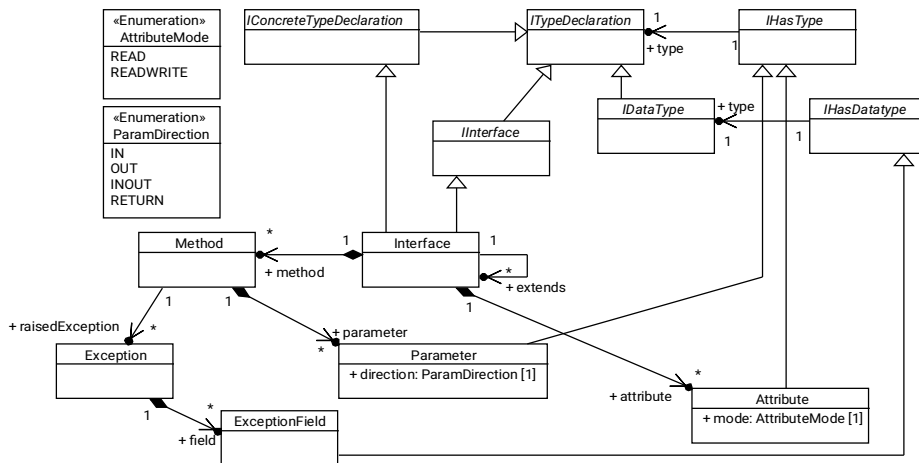 «Enumeration»
AttributeMode
READ
READWRITE
IConcreteTypeDeclaration
ITypeDeclaration
1
+ type
1
IHasType
«Enumeration»
ParamDirection
IN
OUT
INOUT
RETURN
IDataType
+ type
1
1
IHasDatatype
IInterface
Method
*
+ method
1
Interface
1
*
+ extends
1
1
1
+ raisedException
*
+ parameter
*
Exception
Parameter
+ direction: ParamDirection [1]
*
+ attribute
Attribute
+ mode: AttributeMode [1]
1
*
+ field
ExceptionField